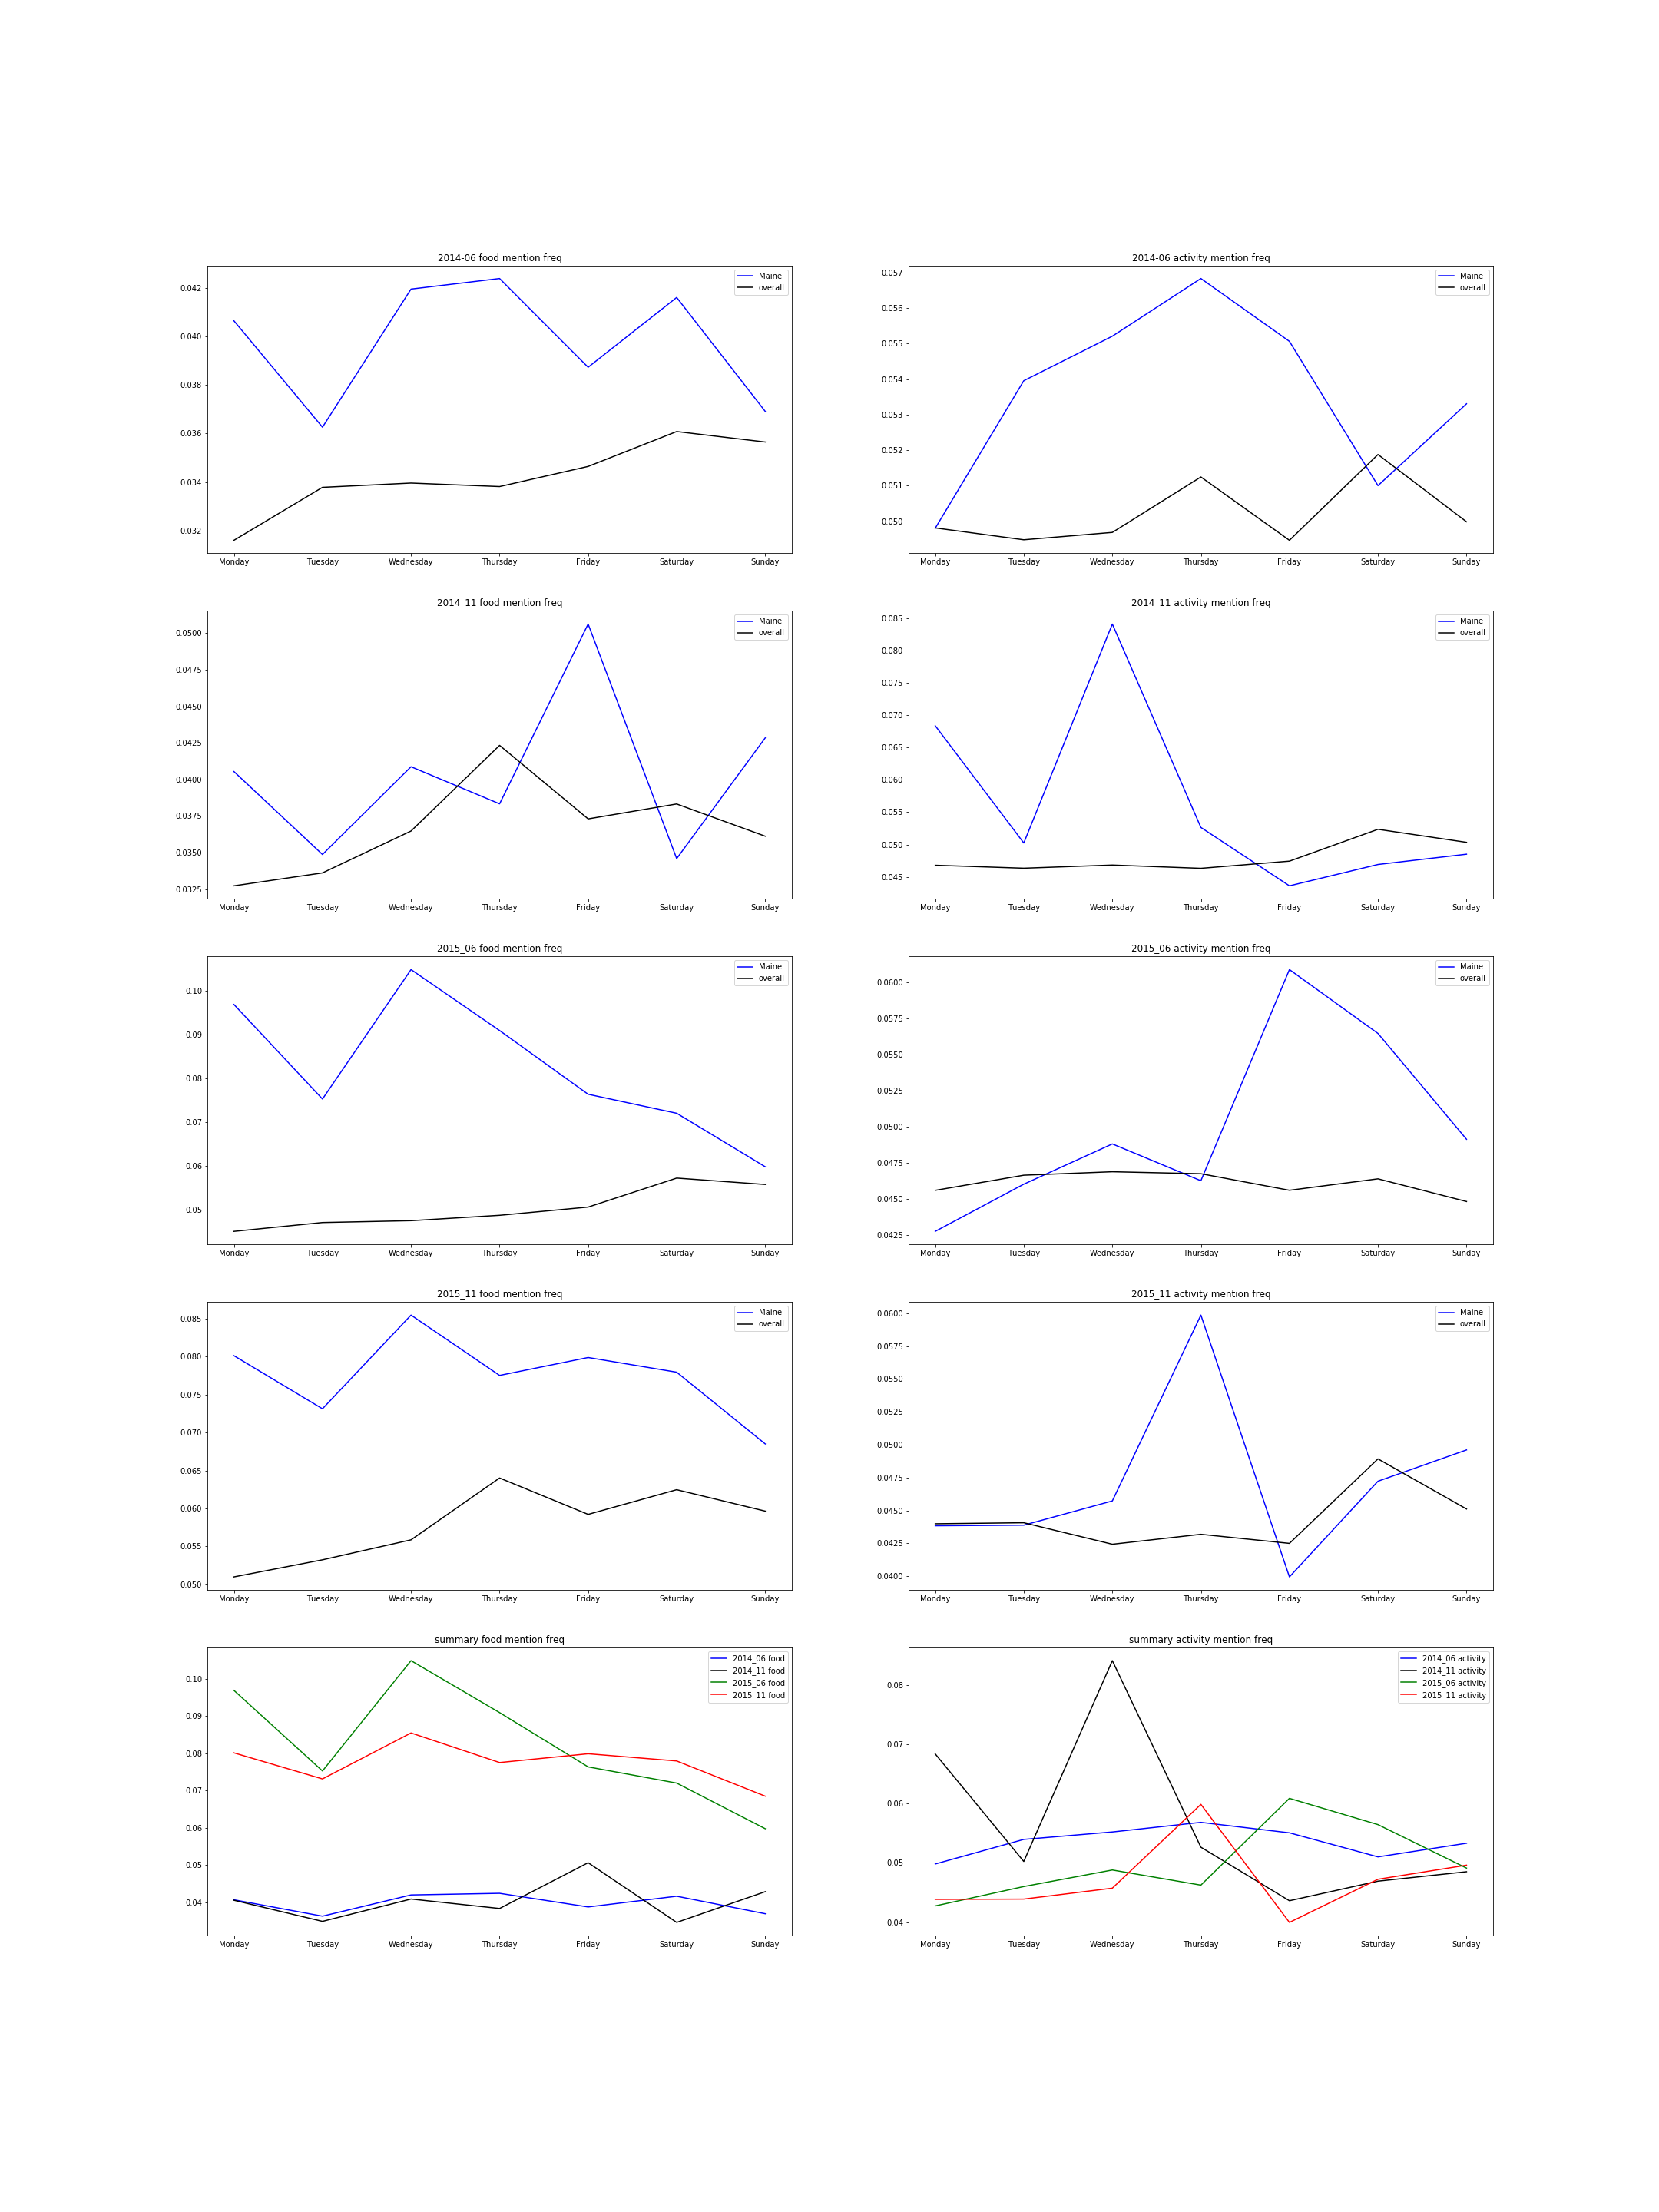 2014-06 food mention freq
Maine
overall
0.042
0.040
0.038
0.036
0.034
0.032
Monday Tuesday Wednesday Thursday Friday Saturday Sunday
2014-06 activity mention freq
Maine
overall
0.057
0.056
0.055
0.054
0.053
0.052
0.051
0.050
Monday Tuesday Wednesday Thursday Friday Saturday Sunday
2014_11 food mention freq
Maine
overall
0.0500
0.0475
0.0450
0.0425
0.0400
0.0375
0.0350
0.0325
Monday Tuesday Wednesday Thursday Friday Saturday Sunday
2014_11 activity mention freq
Maine
overall
0.085
0.080
0.075
0.070
0.065
0.060
0.055
0.050
0.045
Monday Tuesday Wednesday Thursday Friday Saturday Sunday
2015_06 food mention freq
Maine
overall
0.10
0.09
0.08
0.07
0.06
0.05
Monday Tuesday Wednesday Thursday Friday Saturday Sunday
2015_06 activity mention freq
Maine
overall
0.0600
0.0575
0.0550
0.0525
0.0500
0.0475
0.0450
0.0425
Monday Tuesday Wednesday Thursday Friday Saturday Sunday
2015_11 food mention freq
Maine
overall
0.085
0.080
0.075
0.070
0.065
0.060
0.055
0.050
Monday Tuesday Wednesday Thursday Friday Saturday Sunday
2015_11 activity mention freq
Maine
overall
0.0600
0.0575
0.0550
0.0525
0.0500
0.0475
0.0450
0.0425
0.0400
Monday Tuesday Wednesday Thursday Friday Saturday Sunday
summary food mention freq
2014_06 food
2014_11 food
2015_06 food
2015_11 food
0.10
0.09
0.08
0.07
0.06
0.05
0.04
Monday Tuesday Wednesday Thursday Friday Saturday Sunday
summary activity mention freq
2014_06 activity
2014_11 activity
2015_06 activity
2015_11 activity
0.08
0.07
0.06
0.05
0.04
Monday Tuesday Wednesday Thursday Friday Saturday Sunday